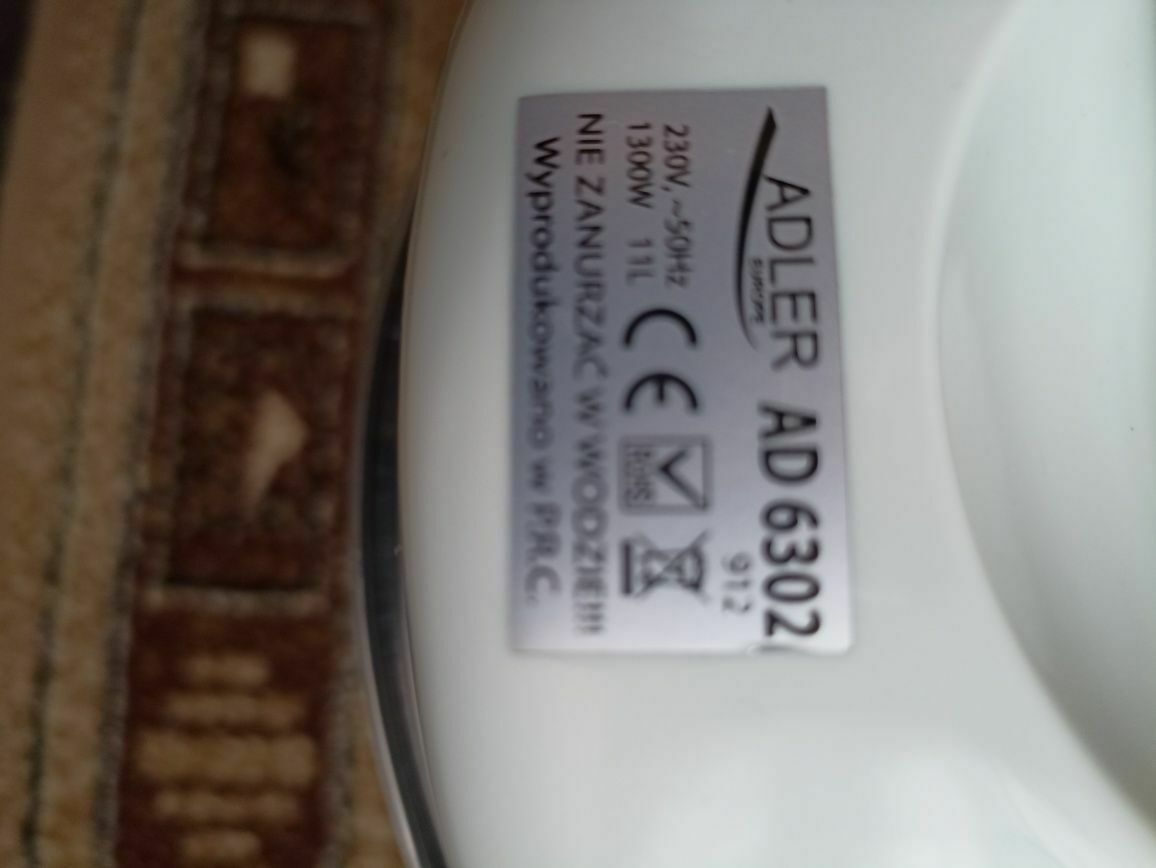 ADLER AD 6302
EUROPE
912
230V, ~50Hz
1300W 11L
CE
RoHS
NIE ZANURZAĆ W WODZIE!!!
Wyprodukowano w P.R.C.